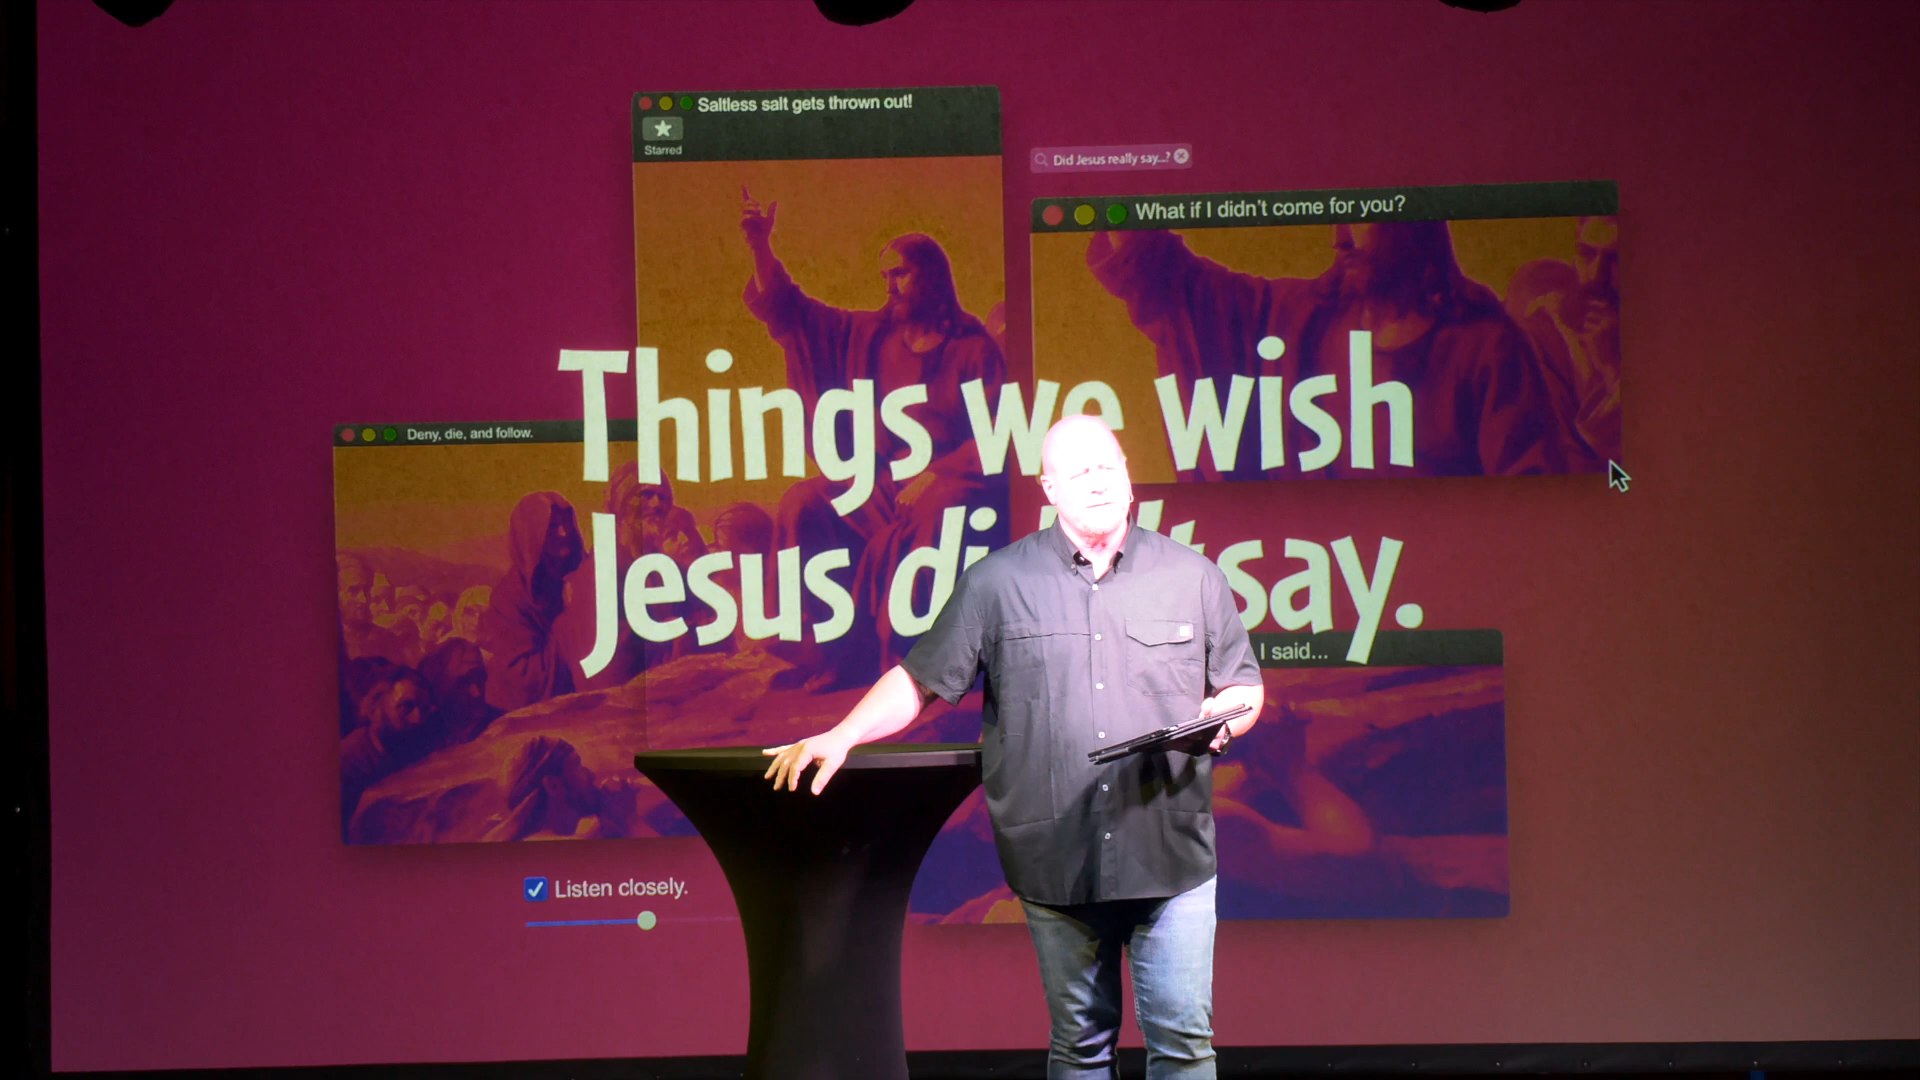 Saltless salt gets thrown out!
Starred
Did Jesus really say...?
What if I didn't come for you?
Things we wish
Jesus say.
Deny, die, and follow.
I said...
Listen closely.